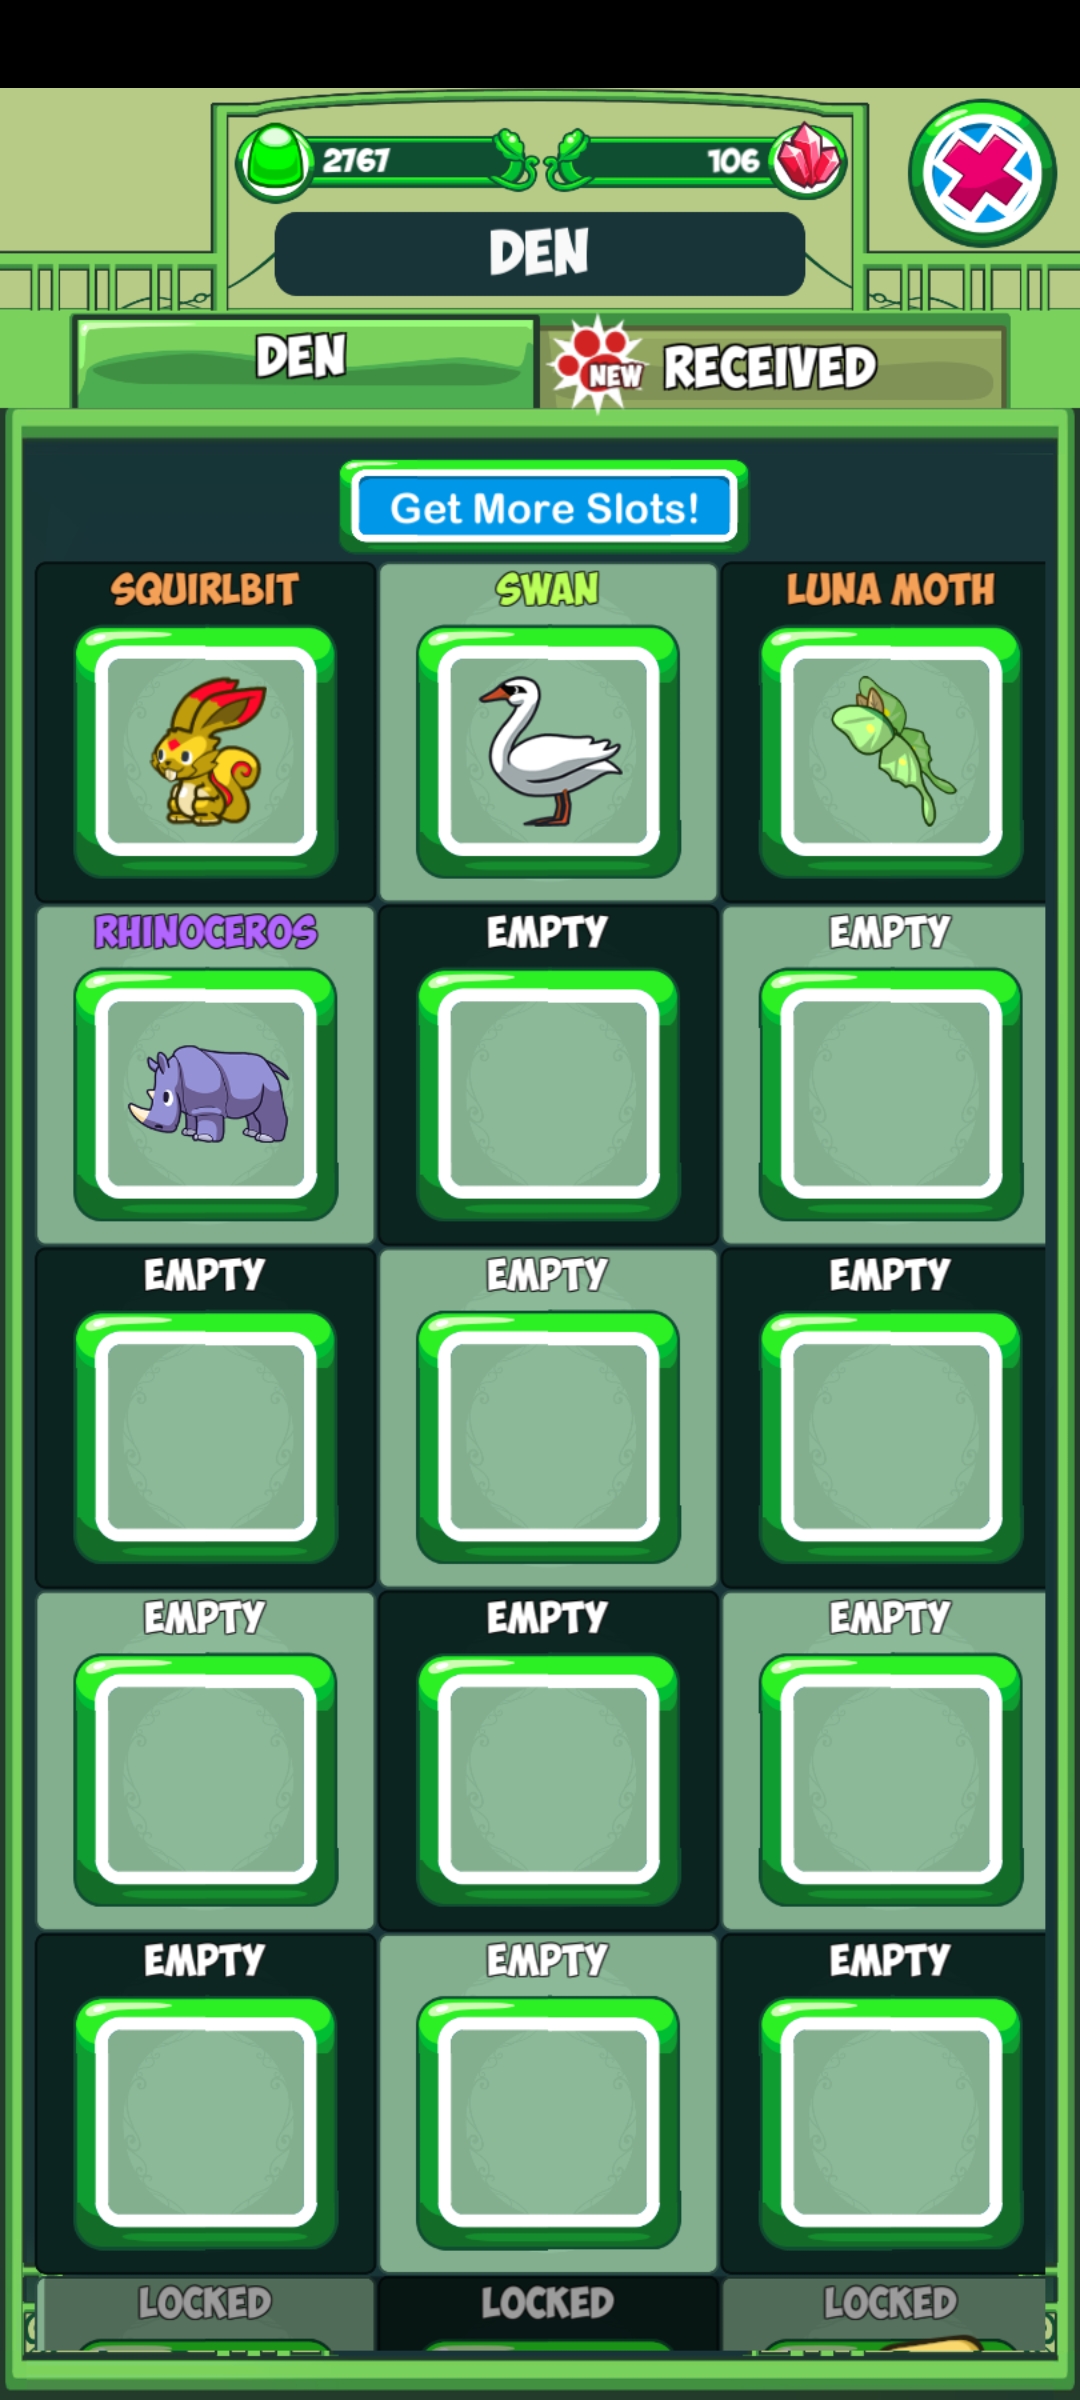 2767
106
DEN
DEN
NEW
RECEIVED
Get More Slots!
SQUIRLBIT
SWAN
LUNA MOTH
RHINOCEROS
EMPTY
EMPTY
EMPTY
EMPTY
EMPTY
EMPTY
EMPTY
EMPTY
EMPTY
EMPTY
EMPTY
LOCKED
LOCKED
LOCKED